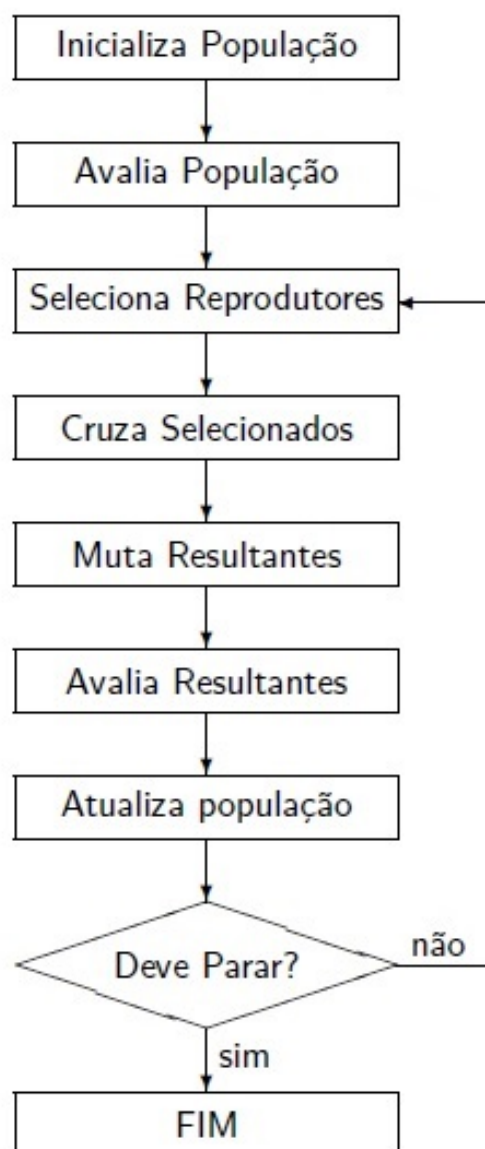 Inicializa População
Avalia População
Seleciona Reprodutores
Cruza Selecionados
Muta Resultantes
Avalia Resultantes
Atualiza população
Deve Parar?
não
sim
FIM